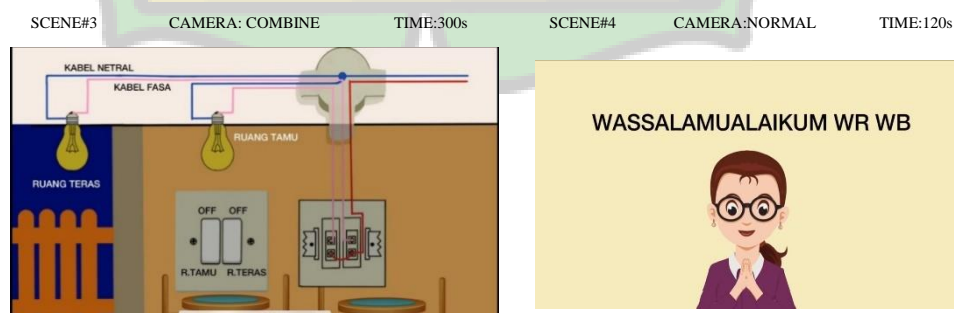 SCENE#3 CAMERA: COMBINE TIME:300s
SCENE#4 CAMERA:NORMAL TIME:120s
KABEL NETRAL
KABEL FASA
RUANG TAMU
RUANG TERAS
OFF OFF
R.TAMU R.TERAS
WASSALAMUALAIKUM WR WB